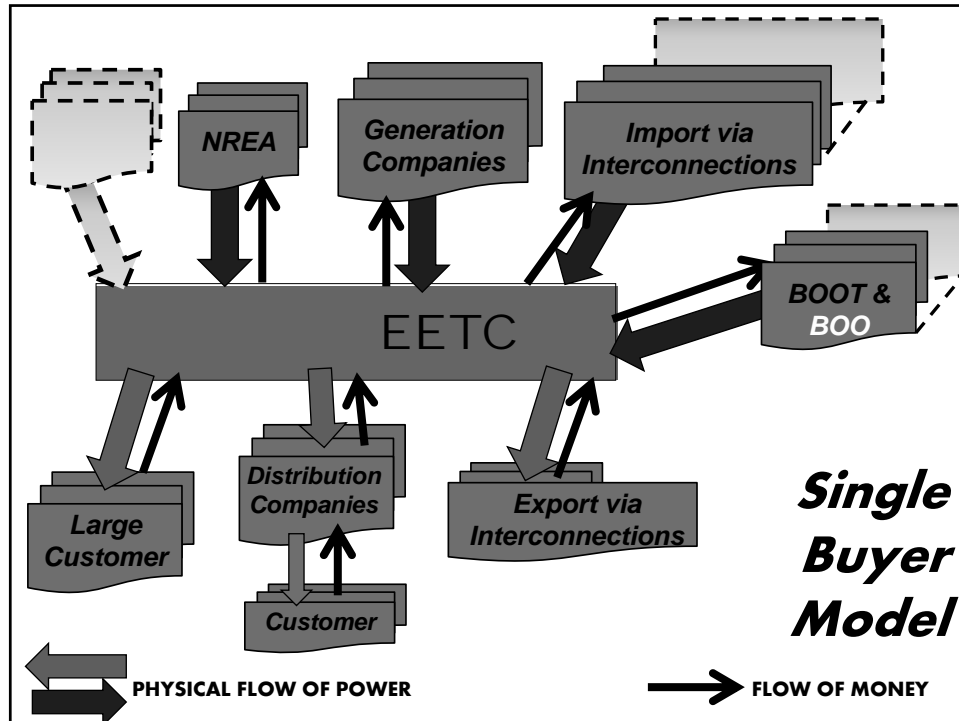 NREA
Generation
Companies
Import via
Interconnections
BOOT &
BOO
EETC
Large
Customer
Distribution
Companies
Export via
Interconnections
Customer
Single
Buyer
Model
PHYSICAL FLOW OF POWER
FLOW OF MONEY